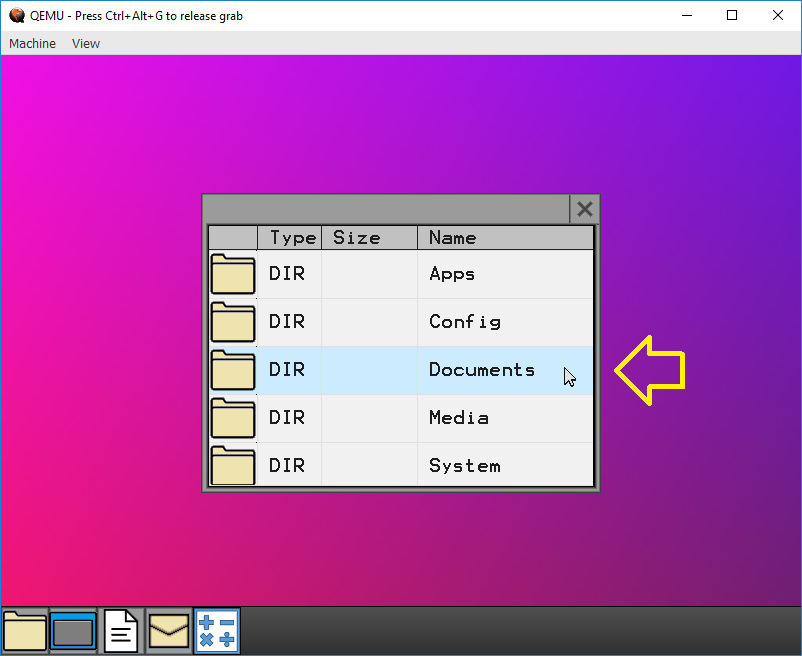 QEMU - Press Ctrl+Alt+G to release grab
Machine View
Type Size Name
DIR Apps
DIR Config
DIR Documents
DIR Media
DIR System